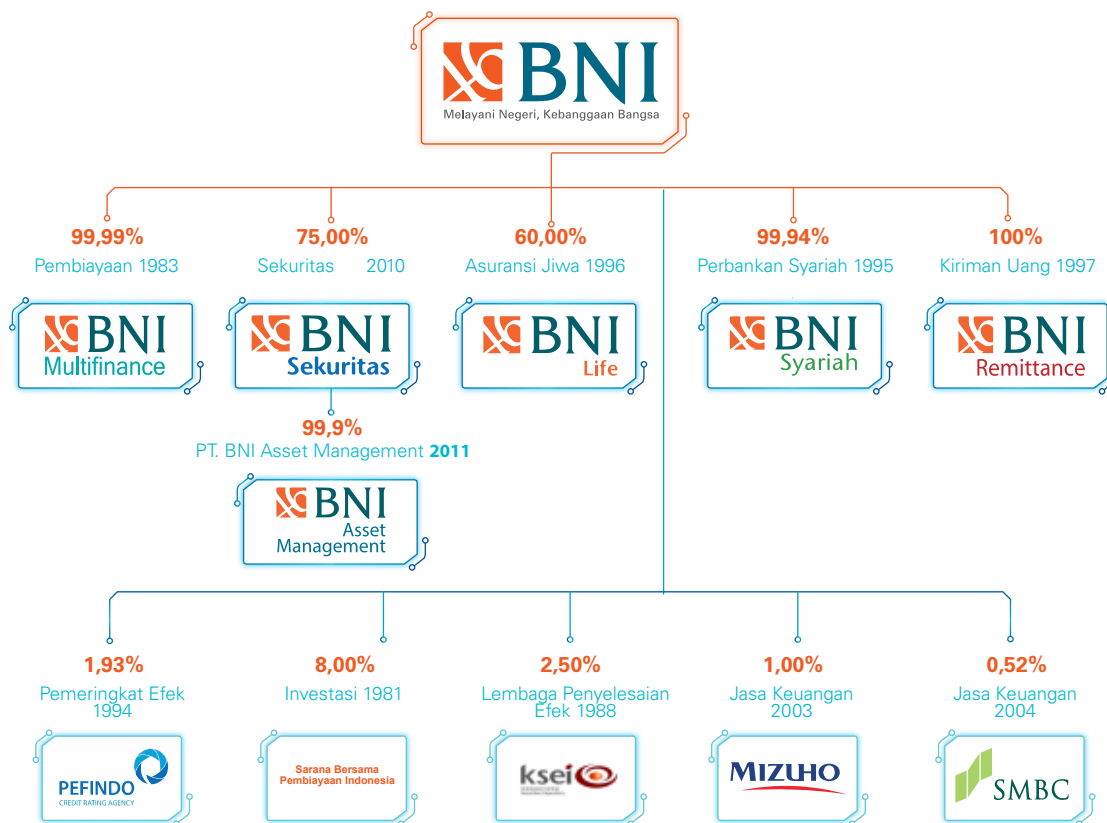 BNI
Melayani Negeri, Kebanggaan Bangsa
99,99%
Pembiayaan 1983
BNI
Multifinance
75,00%
Sekuritas 2010
BNI
Sekuritas
60,00%
Asuransi Jiwa 1996
BNI
Life
99,94%
Perbankan Syariah 1995
BNI
Syariah
100%
Kiriman Uang 1997
BNI
Remittance
99,9%
PT. BNI Asset Management 2011
BNI
Asset
Management
1,93%
Pemeringkat Efek
1994
PEFINDO
CREDIT RATING AGENCY
8,00%
Investasi 1981
Sarana Bersama
Pembiayaan Indonesia
2,50%
Lembaga Penyelesaian
Efek 1988
ksei
1,00%
Jasa Keuangan
2003
MIZUHO
0,52%
Jasa Keuangan
2004
SMBC